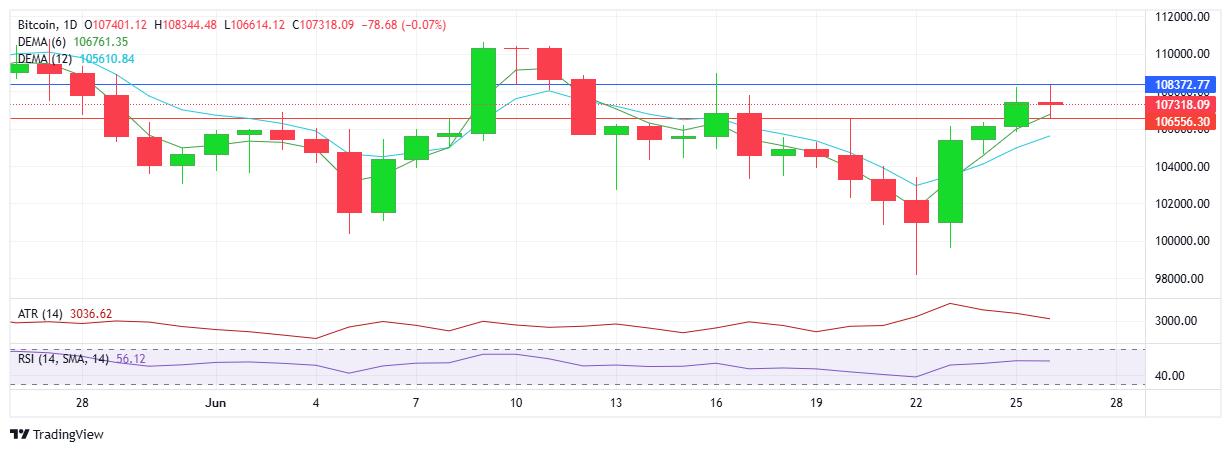 Bitcoin, 1D O107401.12 H108344.48 L106614.12 C107318.09 −78.68 (−0.07%)
DEMA (6) 106761.35
DEMA (12) 105610.84
112000.00
110000.00
108372.77
107318.09
106556.30
104000.00
102000.00
100000.00
98000.00
ATR (14) 3036.62
3000.00
RSI (14, SMA, 14) 56.12
40.00
28 Jun 4 7 10 13 16 19 22 25 28
TradingView